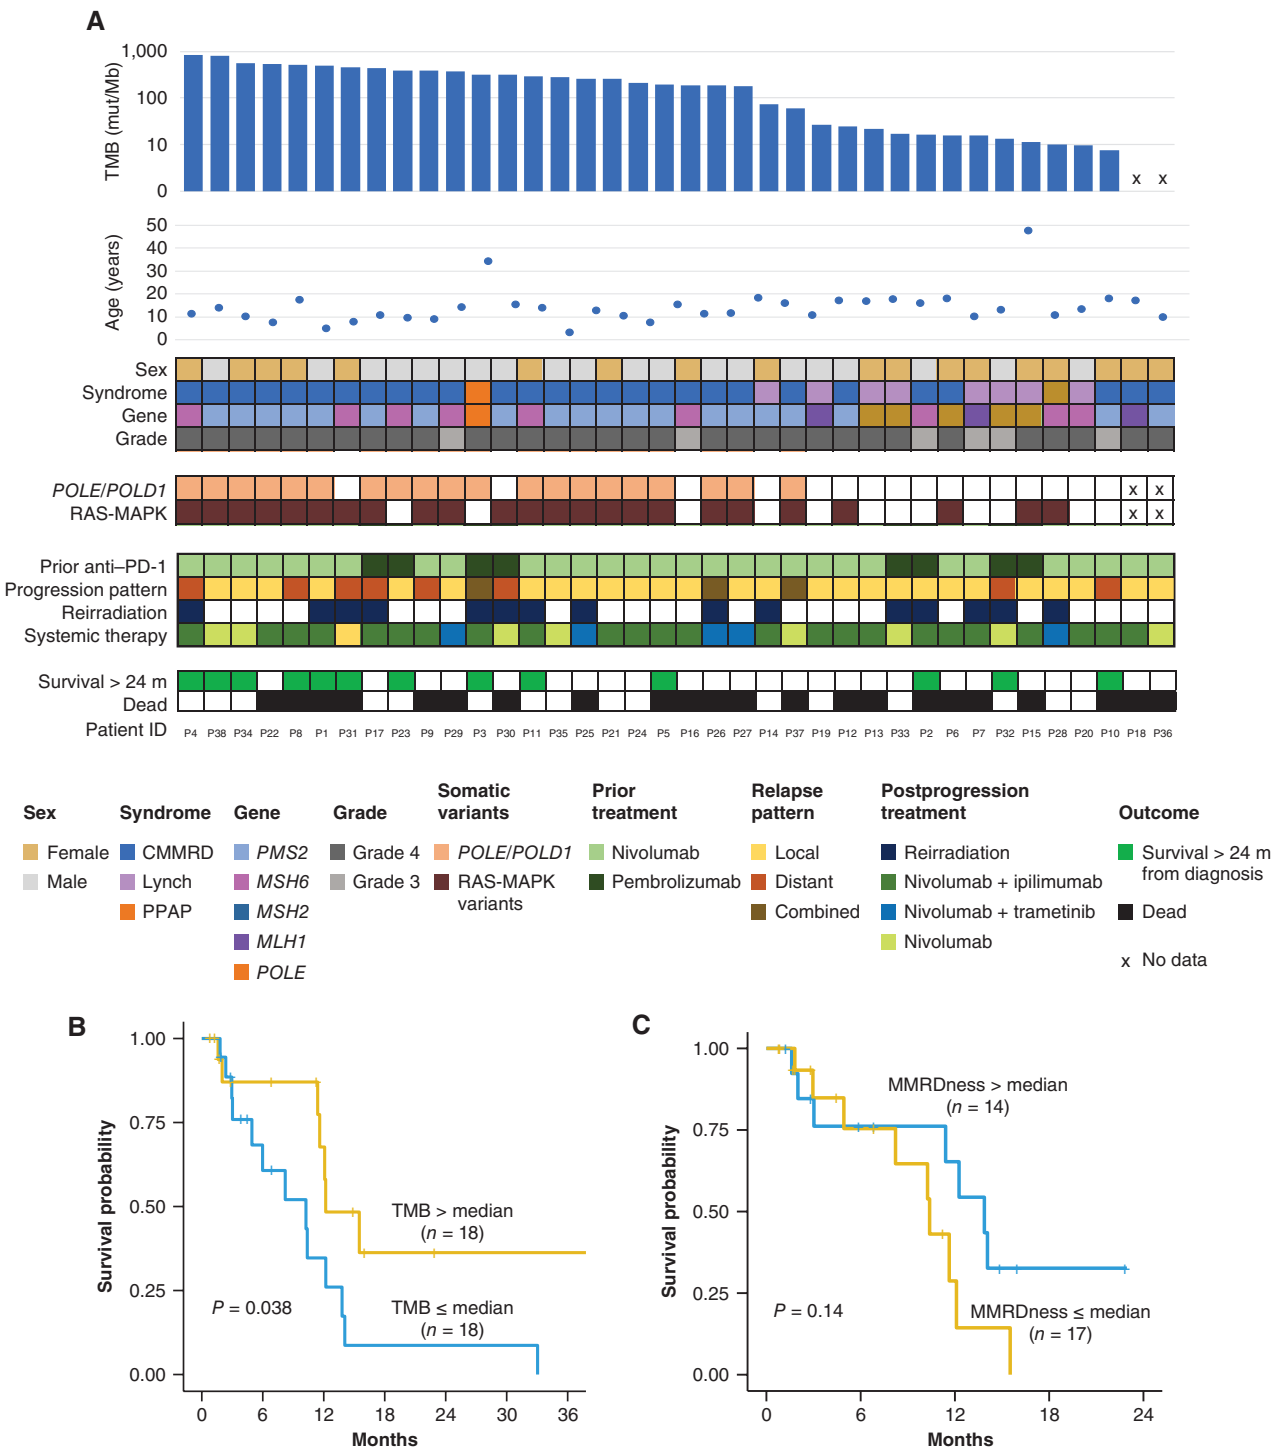 A
TMB (mut/Mb)
1,000
100
10
0
x x
Age (years)
50
40
30
20
10
0
Sex
Syndrome
Gene
Grade
POLE/POLD1 x x
RAS-MAPK x x
Prior anti–PD-1
Progression pattern
Reirradiation
Systemic therapy
Survival > 24 m
Dead
Patient ID P4 P38 P34 P22 P8 P1 P31 P17 P23 P9 P29 P3 P30 P11 P35 P25 P21 P24 P5 P16 P26 P27 P14 P37 P19 P12 P13 P33 P2 P6 P7 P32 P15 P28 P20 P10 P18 P36
Sex
Female
Male
Syndrome
CMMRD
Lynch
PPAP
Gene
PMS2
MSH6
MSH2
MLH1
POLE
Grade
Grade 4
Grade 3
Somatic
variants
POLE/POLD1
RAS-MAPK
variants
Prior
treatment
Nivolumab
Pembrolizumab
Relapse
pattern
Local
Distant
Combined
Postprogression
treatment
Reirradiation
Nivolumab + ipilimumab
Nivolumab + trametinib
Nivolumab
Outcome
Survival > 24 m
from diagnosis
Dead
x No data
B
Survival probability
1.00
0.75
0.50
0.25
0.00
TMB > median
(n = 18)
P = 0.038
TMB ≤ median
(n = 18)
0 6 12 18 24 30 36
Months
C
Survival probability
1.00
0.75
0.50
0.25
0.00
MMRDness > median
(n = 14)
P = 0.14
MMRDness ≤ median
(n = 17)
0 6 12 18 24
Months